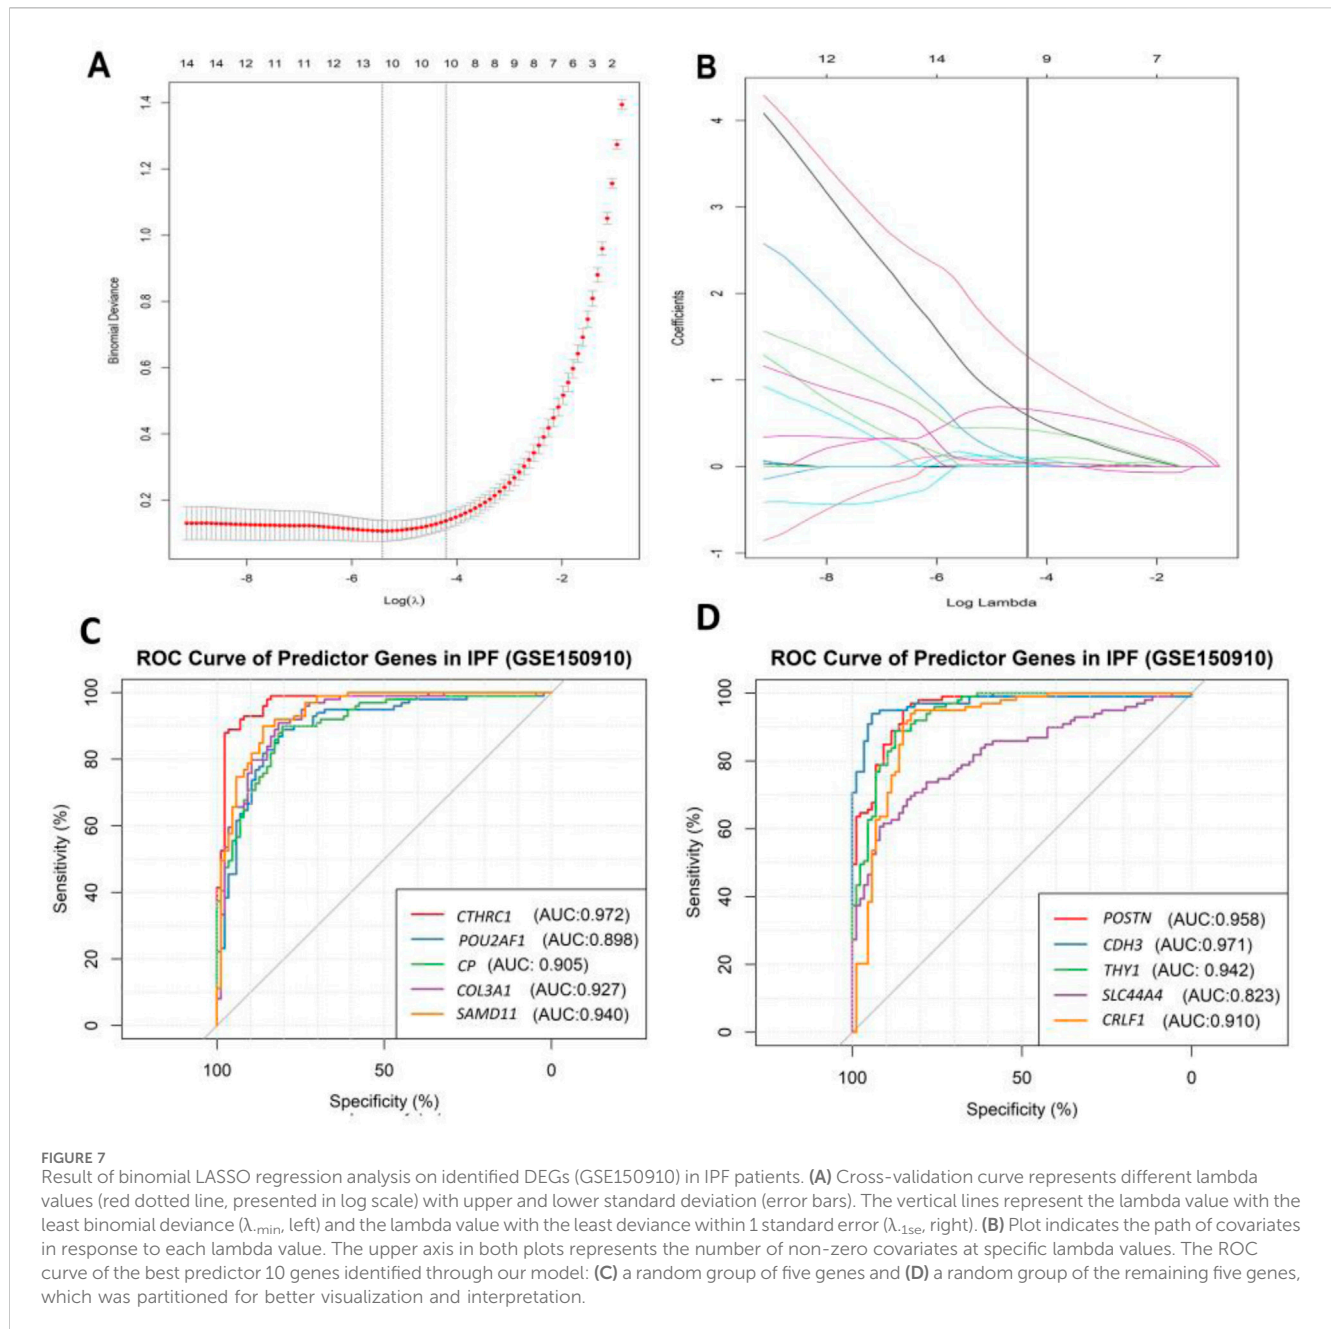 A
14 14 12 11 11 12 13 10 10 10 8 8 9 8 7 6 3 2
1.4
1.2
1.0
0.8
0.6
0.4
0.2
Binomial Deviance
-8 -6 -4 -2
Log(λ)
B
12 14 9 7
4
3
2
1
0
-1
Coefficients
-8 -6 -4 -2
Log Lambda
C
ROC Curve of Predictor Genes in IPF (GSE150910)
100
80
60
40
20
0
Sensitivity (%)
CTHRC1 (AUC:0.972)
POU2AF1 (AUC:0.898)
CP (AUC: 0.905)
COL3A1 (AUC:0.927)
SAMD11 (AUC:0.940)
100 50 0
Specificity (%)
D
ROC Curve of Predictor Genes in IPF (GSE150910)
100
80
60
40
20
0
Sensitivity (%)
POSTN (AUC:0.958)
CDH3 (AUC:0.971)
THY1 (AUC: 0.942)
SLC44A4 (AUC:0.823)
CRLF1 (AUC:0.910)
100 50 0
Specificity (%)
FIGURE 7
Result of binomial LASSO regression analysis on identified DEGs (GSE150910) in IPF patients. (A) Cross-validation curve represents different lambda
values (red dotted line, presented in log scale) with upper and lower standard deviation (error bars). The vertical lines represent the lambda value with the
least binomial deviance (λ-min, left) and the lambda value with the least deviance within 1 standard error (λ-1se, right). (B) Plot indicates the path of covariates
in response to each lambda value. The upper axis in both plots represents the number of non-zero covariates at specific lambda values. The ROC
curve of the best predictor 10 genes identified through our model: (C) a random group of five genes and (D) a random group of the remaining five genes,
which was partitioned for better visualization and interpretation.